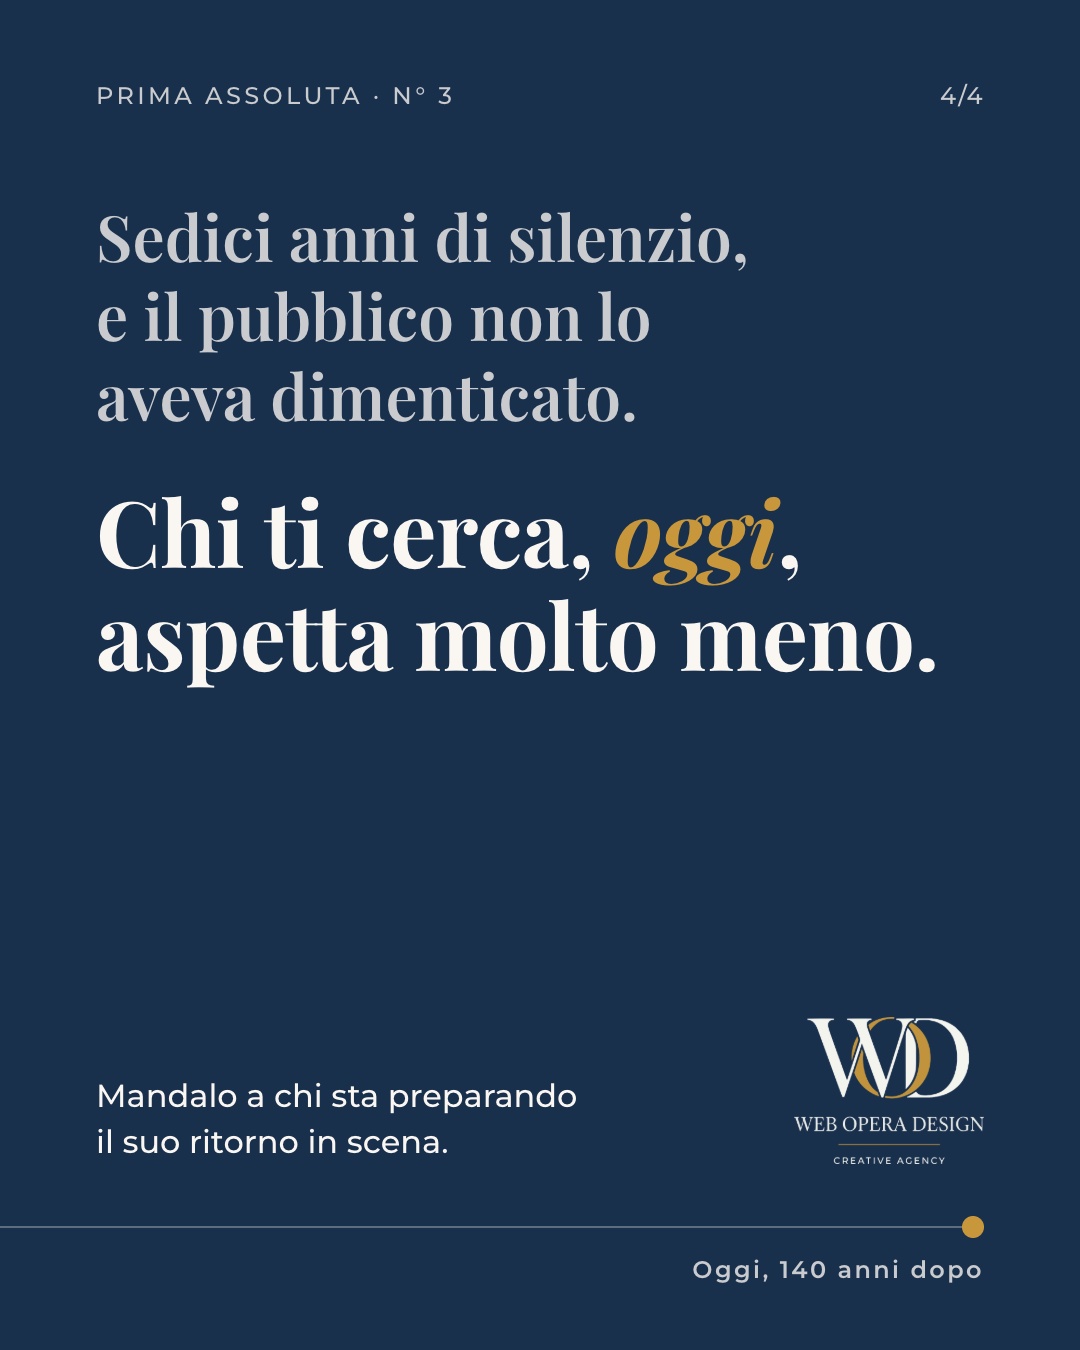 PRIMA ASSOLUTA · N° 3
4/4
Sedici anni di silenzio,
e il pubblico non lo
aveva dimenticato.
Chi ti cerca, oggi,
aspetta molto meno.
Mandalo a chi sta preparando
il suo ritorno in scena.
WOD
WEB OPERA DESIGN
CREATIVE AGENCY
Oggi, 140 anni dopo